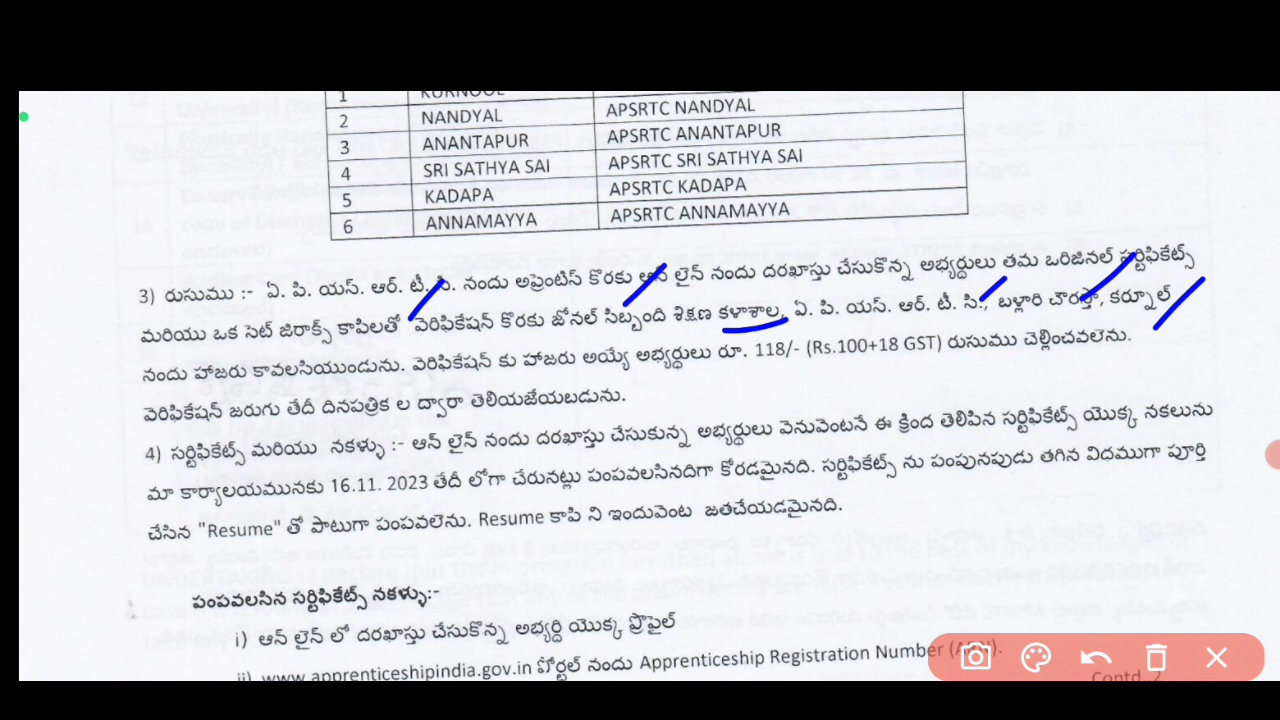 1 KURNOOL
2 NANDYAL APSRTC NANDYAL
3 ANANTAPUR APSRTC ANANTAPUR
4 SRI SATHYA SAI APSRTC SRI SATHYA SAI
5 KADAPA APSRTC KADAPA
6 ANNAMAYYA APSRTC ANNAMAYYA
3) రుసుము :- ఏ. పి. యస్. ఆర్. టి. సి. నందు అప్రెంటిస్ కొరకు ఆన్ లైన్ నందు దరఖాస్తు చేసుకొన్న అభ్యర్థులు తమ ఒరిజినల్ సర్టిఫికేట్స్
మరియు ఒక సెట్ జిరాక్స్ కాపిలతో వెరిఫికేషన్ కొరకు జోనల్ సిబ్బంది శిక్షణ కళాశాల, ఏ. పి. యస్. ఆర్. టి. సి., బళ్లారి చౌరస్తా, కర్నూల్
నందు హాజరు కావలసియుండును. వెరిఫికేషన్ కు హాజరు అయ్యే అభ్యర్థులు రూ. 118/- (Rs.100+18 GST) రుసుము చెల్లించవలెను.
వెరిఫికేషన్ జరుగు తేదీ దినపత్రిక ల ద్వారా తెలియజేయబడును.
4) సర్టిఫికేట్స్ మరియు నకళ్ళు :- ఆన్ లైన్ నందు దరఖాస్తు చేసుకున్న అభ్యర్థులు వెనువెంటనే ఈ క్రింద తెలిపిన సర్టిఫికేట్స్ యొక్క నకలును
మా కార్యాలయమునకు 16.11. 2023 తేదీ లోగా చేరునట్లు పంపవలసినదిగా కోరడమైనది. సర్టిఫికేట్స్ ను పంపునపుడు తగిన విదముగా పూర్తి
చేసిన "Resume" తో పాటుగా పంపవలెను. Resume కాపి ని ఇందువెంట జతచేయడమైనది.
పంపవలసిన సర్టిఫికేట్స్ నకళ్ళు:-
i) ఆన్ లైన్ లో దరఖాస్తు చేసుకొన్న అభ్యర్థి యొక్క ప్రొఫైల్
ii) www.apprenticeshipindia.gov.in పోర్టల్ నందు Apprenticeship Registration Number (ARN).
Contd..2